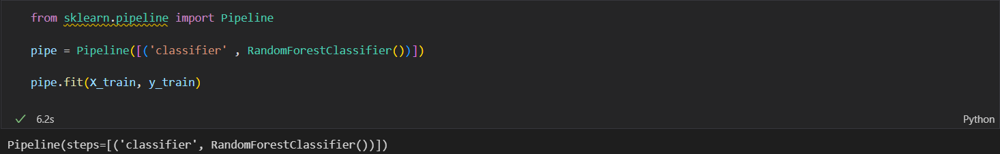 from sklearn.pipeline import Pipeline
pipe = Pipeline([('classifier' , RandomForestClassifier())])
pipe.fit(X_train, y_train)
6.2s
Python
Pipeline(steps=[('classifier', RandomForestClassifier())])